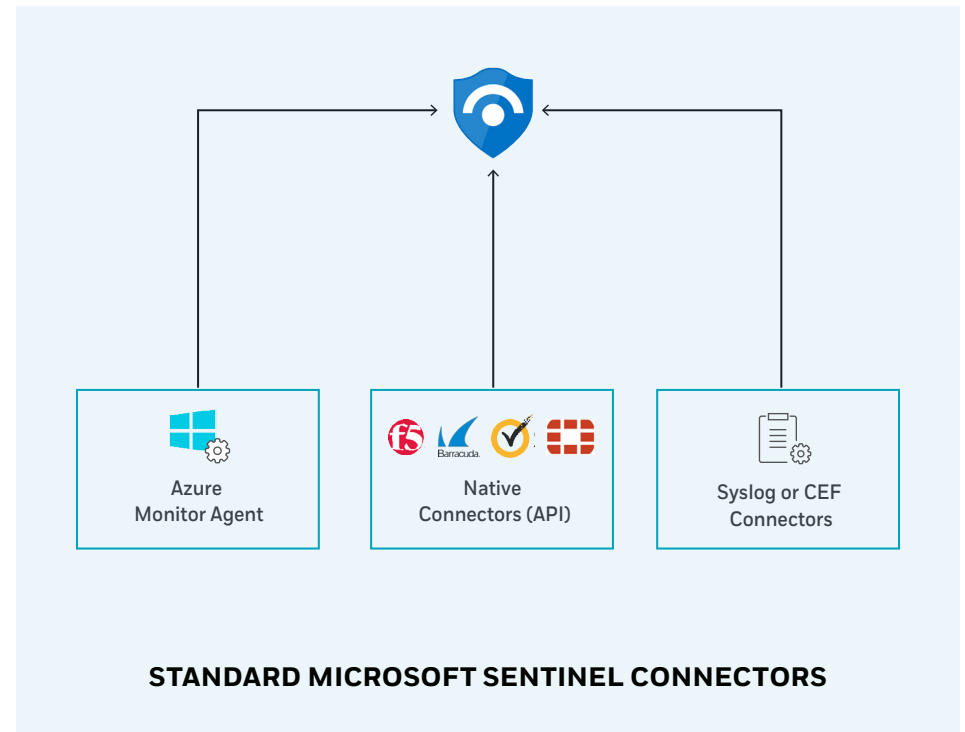 f5
Barracuda
Azure
Monitor Agent
Native
Connectors (API)
Syslog or CEF
Connectors
STANDARD MICROSOFT SENTINEL CONNECTORS